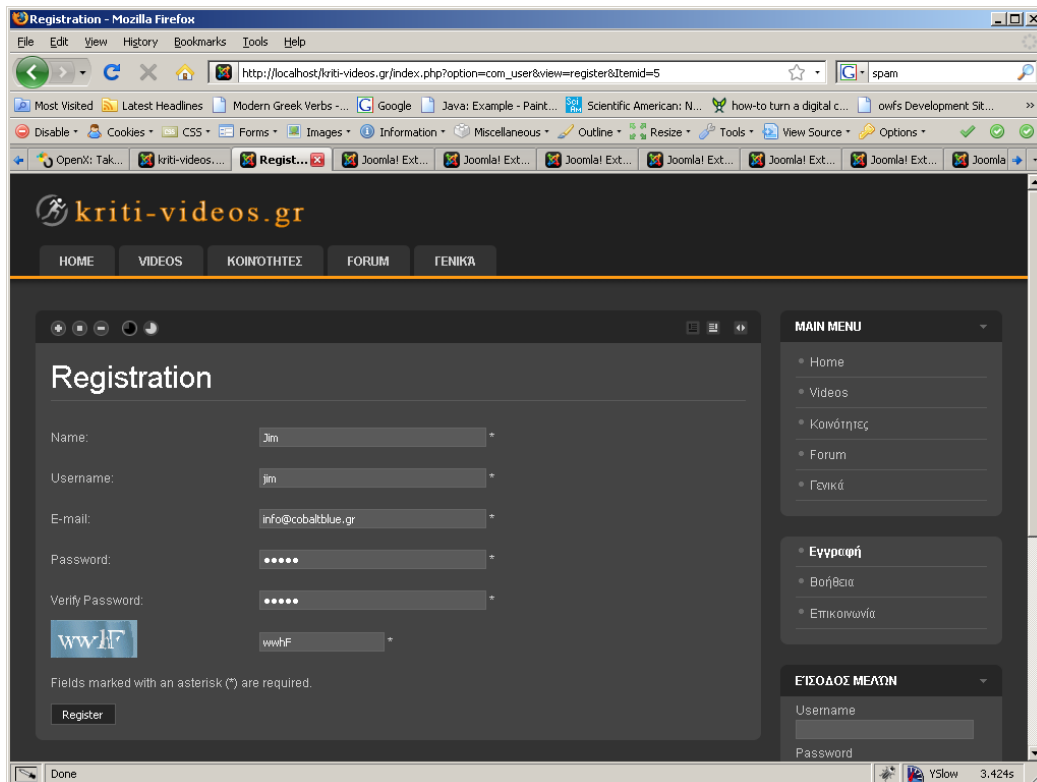 Registration - Mozilla Firefox
File Edit View History Bookmarks Tools Help
http://localhost/kriti-videos.gr/index.php?option=com_user&view=register&Itemid=5 G spam
Most Visited Latest Headlines Modern Greek Verbs -... G Google Java: Example - Paint... Scientific American: N... how-to turn a digital c... owfs Development Sit... »
Disable Cookies CSS Forms Images Information Miscellaneous Outline Resize Tools View Source Options
OpenX: Tak... kriti-videos.... Regist... Joomla! Ext... Joomla! Ext... Joomla! Ext... Joomla! Ext... Joomla! Ext... Joomla! Ext... Joomla
kriti-videos.gr
HOME VIDEOS ΚΟΙΝΌΤΗΤΕΣ FORUM ΓΕΝΙΚΆ
Registration
Name: Jim *
Username: jim *
E-mail: info@cobaltblue.gr *
Password: ••••• *
Verify Password: ••••• *
wwhF wwhF *
Fields marked with an asterisk (*) are required.
Register
MAIN MENU
Home
Videos
Κοινότητες
Forum
Γενικά
Εγγραφή
Βοήθεια
Επικοινωνία
ΕΊΣΟΔΟΣ ΜΕΛΏΝ
Username
Password
Done YSlow 3.424s